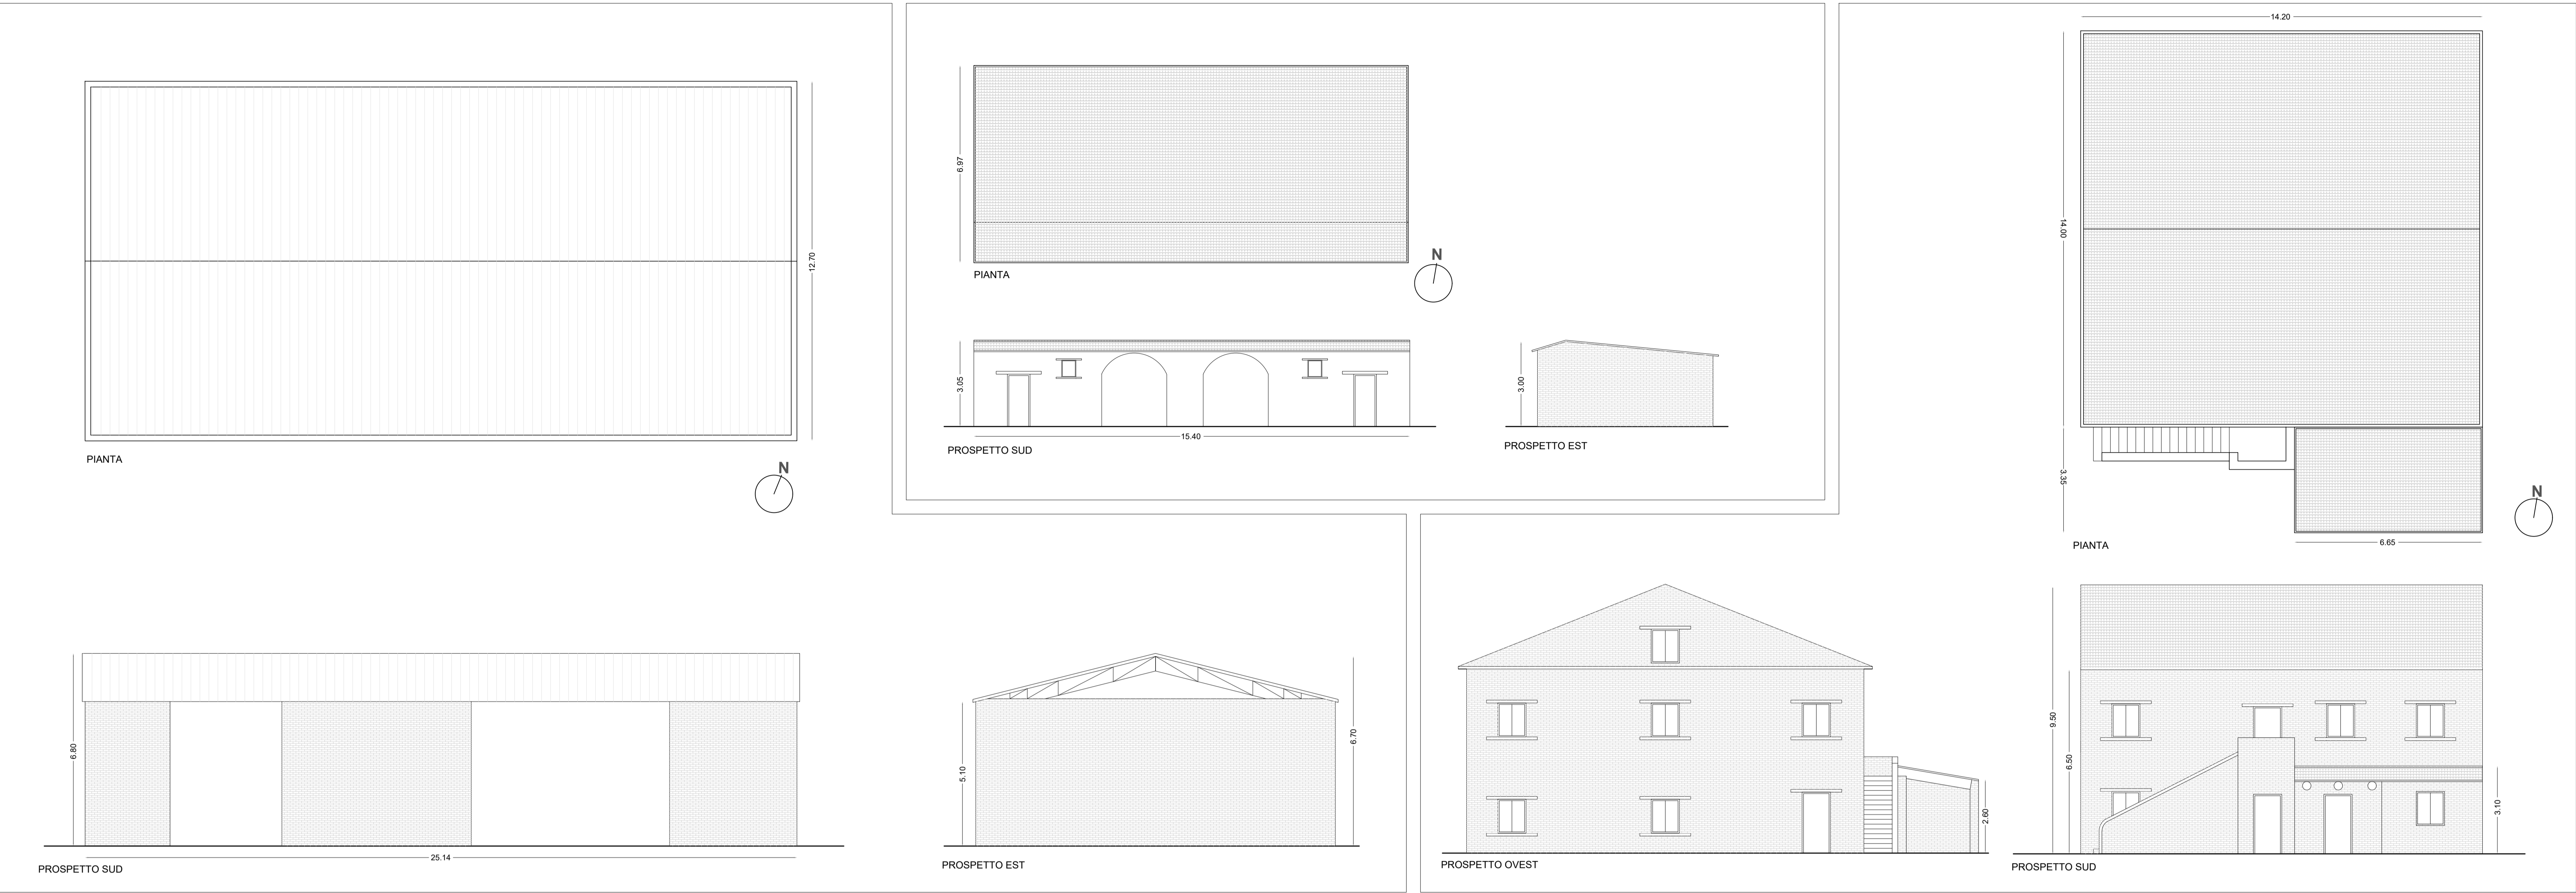 12.70
PIANTA
N
6.80
25.14
PROSPETTO SUD
5.10
6.70
PROSPETTO EST
6.97
PIANTA
N
3.05
15.40
PROSPETTO SUD
3.00
PROSPETTO EST
14.20
14.00
3.35
6.65
PIANTA
N
2.60
PROSPETTO OVEST
9.50
6.50
3.10
PROSPETTO SUD